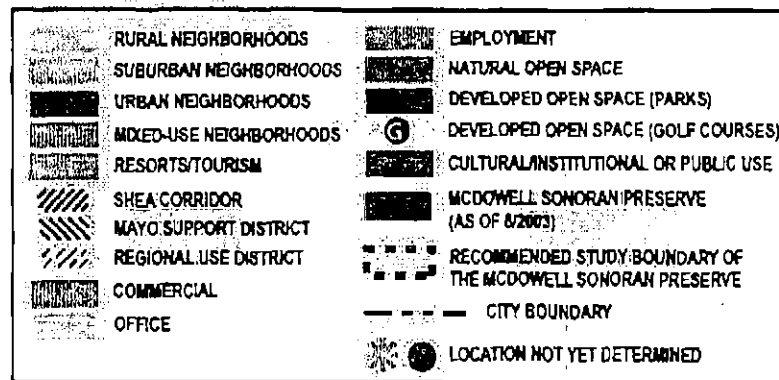 RURAL NEIGHBORHOODS
SUBURBAN NEIGHBORHOODS
URBAN NEIGHBORHOODS
MIXED-USE NEIGHBORHOODS
RESORTS/TOURISM
SHEA CORRIDOR
MAYO SUPPORT DISTRICT
REGIONAL USE DISTRICT
COMMERCIAL
OFFICE
EMPLOYMENT
NATURAL OPEN SPACE
DEVELOPED OPEN SPACE (PARKS)
G DEVELOPED OPEN SPACE (GOLF COURSES)
CULTURAL/INSTITUTIONAL OR PUBLIC USE
MCDOWELL SONORAN PRESERVE
(AS OF 8/2003)
RECOMMENDED STUDY BOUNDARY OF
THE MCDOWELL SONORAN PRESERVE
CITY BOUNDARY
LOCATION NOT YET DETERMINED